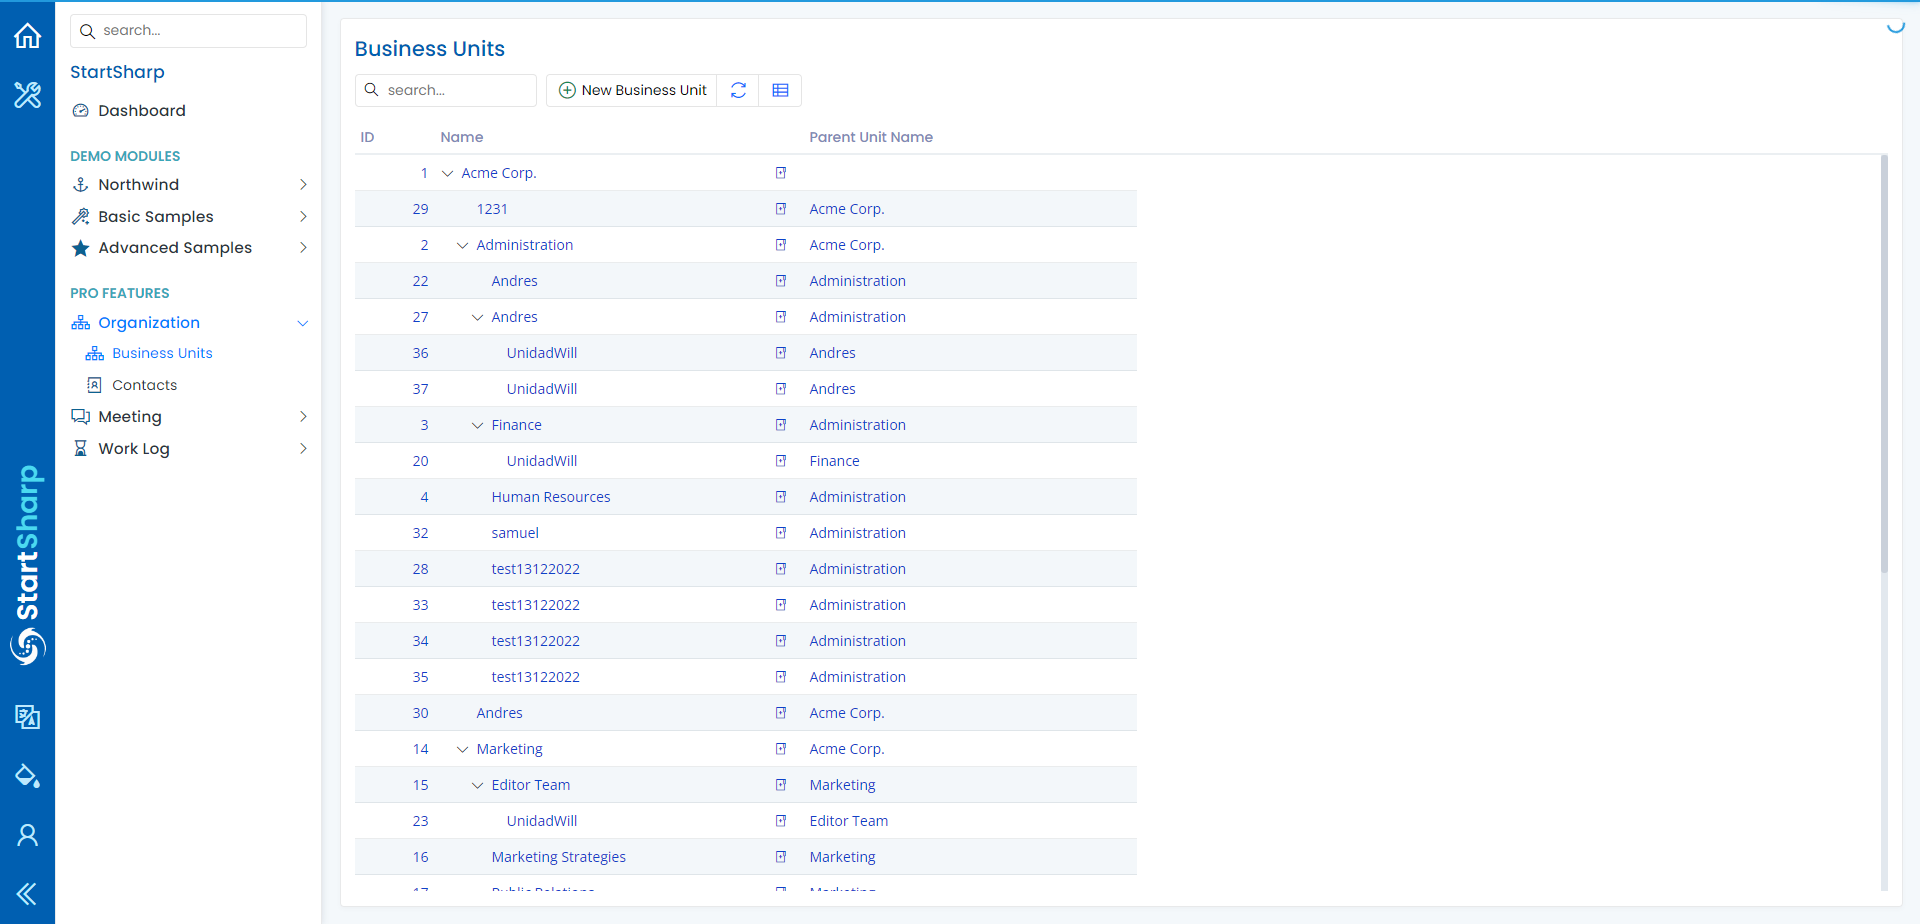 search...
StartSharp
Dashboard
DEMO MODULES
Northwind
Basic Samples
Advanced Samples
PRO FEATURES
Organization
Business Units
Contacts
Meeting
Work Log
StartSharp
Business Units
search...
New Business Unit
ID Name Parent Unit Name
1 Acme Corp.
29 1231 Acme Corp.
2 Administration Acme Corp.
22 Andres Administration
27 Andres Administration
36 UnidadWill Andres
37 UnidadWill Andres
3 Finance Administration
20 UnidadWill Finance
4 Human Resources Administration
32 samuel Administration
28 test13122022 Administration
33 test13122022 Administration
34 test13122022 Administration
35 test13122022 Administration
30 Andres Acme Corp.
14 Marketing Acme Corp.
15 Editor Team Marketing
23 UnidadWill Editor Team
16 Marketing Strategies Marketing
17 Public Relations Marketing